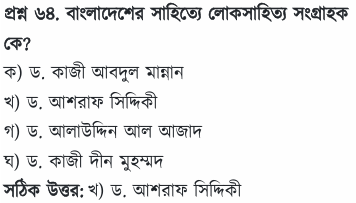 প্রশ্ন ৬৪. বাংলাদেশের সাহিত্যে লোকসাহিত্য সংগ্রাহক
কে?
ক) ড. কাজী আবদুল মান্নান
খ) ড. আশরাফ সিদ্দিকী
গ) ড. আলাউদ্দিন আল আজাদ
ঘ) ড. কাজী দীন মুহম্মদ
সঠিক উত্তর: খ) ড. আশরাফ সিদ্দিকী